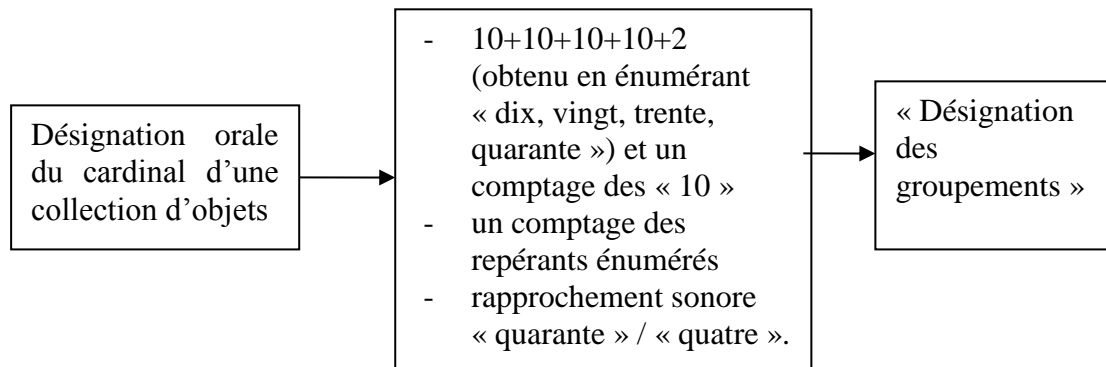 Désignation orale
du cardinal d’une
collection d’objets
- 10+10+10+10+2
(obtenu en énumérant
« dix, vingt, trente,
quarante ») et un
comptage des « 10 »
- un comptage des
repérants énumérés
- rapprochement sonore
« quarante » / « quatre ».
« Désignation
des
groupements »